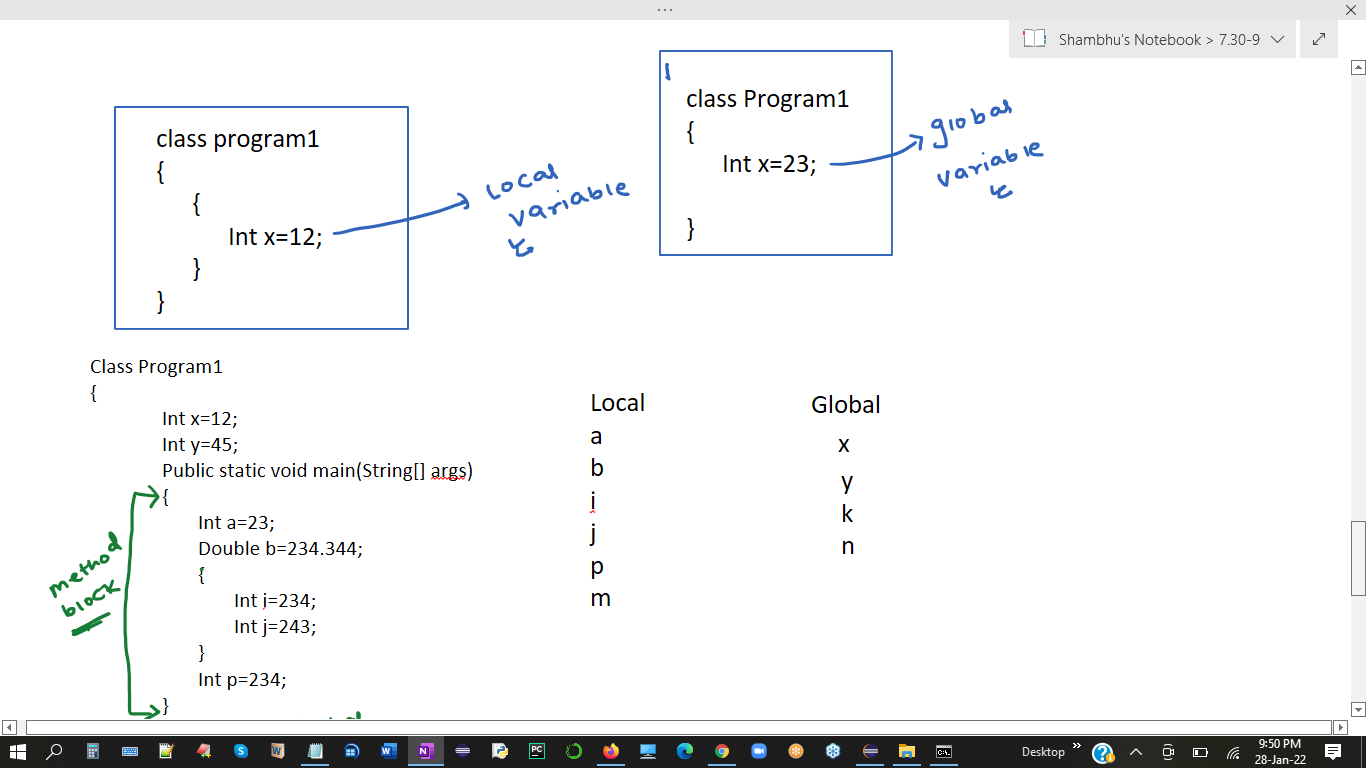 Shambhu's Notebook > 7.30-9
class program1
{
{
Int x=12;
}
}
Local
variable
1
class Program1
{
Int x=23;
}
global
variable
Class Program1
{
Int x=12;
Int y=45;
Public static void main(String[] args)
{
Int a=23;
Double b=234.344;
{
Int i=234;
Int j=243;
}
Int p=234;
}
method
block
Local
a
b
i
j
p
m
Global
x
y
k
n
Desktop
9:50 PM
28-Jan-22